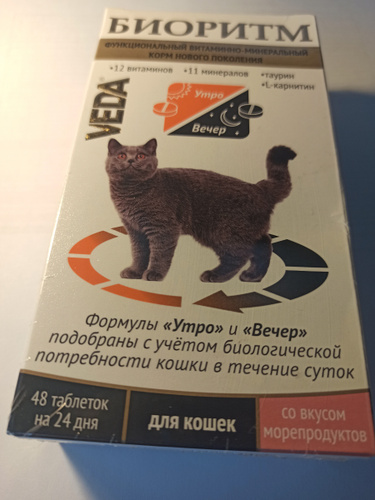 БИОРИТМ
ФУНКЦИОНАЛЬНЫЙ ВИТАМИННО-МИНЕРАЛЬНЫЙ
КОРМ НОВОГО ПОКОЛЕНИЯ
•12 витаминов •11 минералов •таурин
•L-карнитин
VEDA
Утро
Вечер
Формулы «Утро» и «Вечер»
подобраны с учётом биологической
потребности кошки в течение суток
48 таблеток
на 24 дня
для кошек
со вкусом
морепродуктов